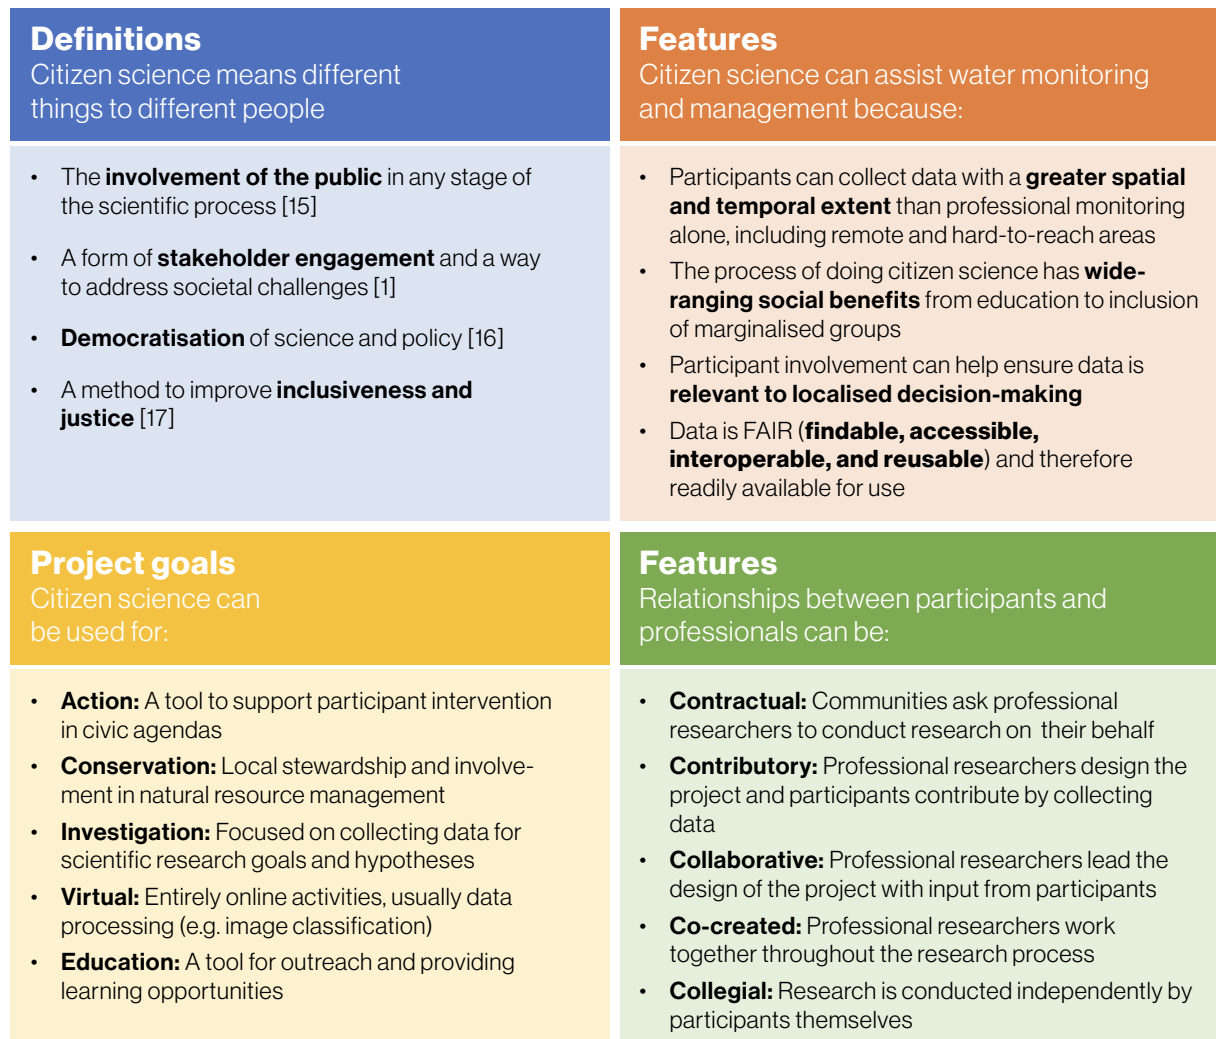 Definitions
Citizen science means different
things to different people
• The involvement of the public in any stage of
the scientific process [15]
• A form of stakeholder engagement and a way
to address societal challenges [1]
• Democratisation of science and policy [16]
• A method to improve inclusiveness and
justice [17]
Features
Citizen science can assist water monitoring
and management because:
• Participants can collect data with a greater spatial
and temporal extent than professional monitoring
alone, including remote and hard-to-reach areas
• The process of doing citizen science has wide-
ranging social benefits from education to inclusion
of marginalised groups
• Participant involvement can help ensure data is
relevant to localised decision-making
• Data is FAIR (findable, accessible,
interoperable, and reusable) and therefore
readily available for use
Project goals
Citizen science can
be used for:
• Action: A tool to support participant intervention
in civic agendas
• Conservation: Local stewardship and involve-
ment in natural resource management
• Investigation: Focused on collecting data for
scientific research goals and hypotheses
• Virtual: Entirely online activities, usually data
processing (e.g. image classification)
• Education: A tool for outreach and providing
learning opportunities
Features
Relationships between participants and
professionals can be:
• Contractual: Communities ask professional
researchers to conduct research on their behalf
• Contributory: Professional researchers design the
project and participants contribute by collecting
data
• Collaborative: Professional researchers lead the
design of the project with input from participants
• Co-created: Professional researchers work
together throughout the research process
• Collegial: Research is conducted independently by
participants themselves